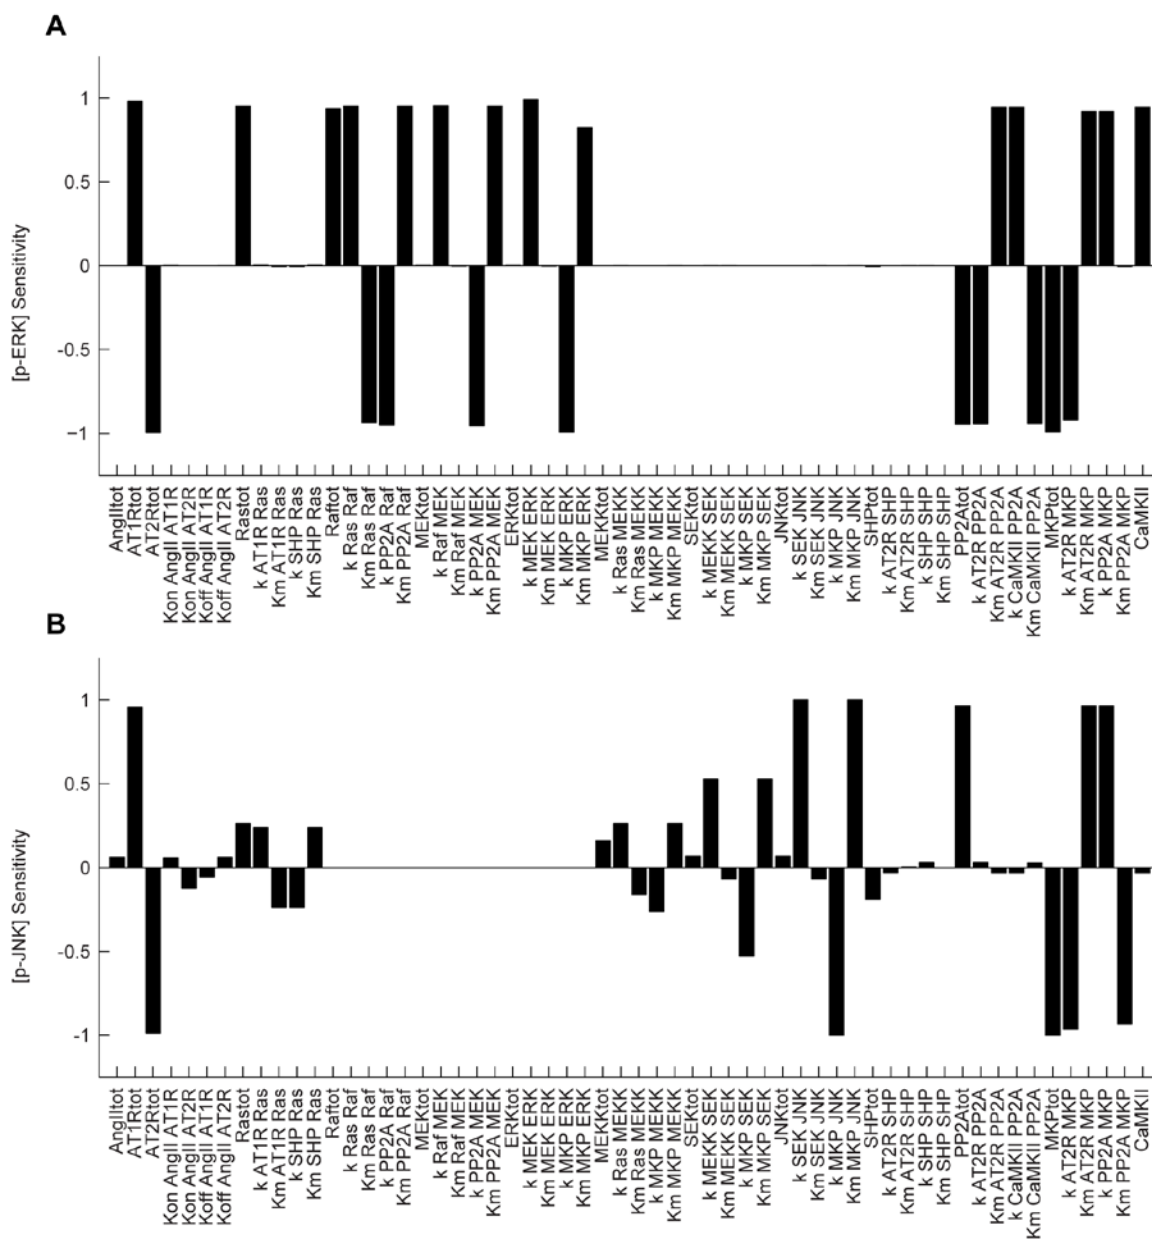 A
[p-ERK] Sensitivity
1
0.5
0
-0.5
−1
AngIItot
AT1Rtot
AT2Rtot
Kon AngII AT1R
Kon AngII AT2R
Koff AngII AT1R
Koff AngII AT2R
Rastot
k AT1R Ras
Km AT1R Ras
k SHP Ras
Km SHP Ras
Raftot
k Ras Raf
Km Ras Raf
k PP2A Raf
Km PP2A Raf
MEKtot
k Raf MEK
Km Raf MEK
k PP2A MEK
Km PP2A MEK
ERKtot
k MEK ERK
Km MEK ERK
k MKP ERK
Km MKP ERK
MEKKtot
k Ras MEKK
Km Ras MEKK
k MKP MEKK
Km MKP MEKK
SEKtot
k MEKK SEK
Km MEKK SEK
k MKP SEK
Km MKP SEK
JNKtot
k SEK JNK
Km SEK JNK
k MKP JNK
Km MKP JNK
SHPtot
k AT2R SHP
Km AT2R SHP
k SHP SHP
Km SHP SHP
PP2Atot
k AT2R PP2A
Km AT2R PP2A
k CaMKII PP2A
Km CaMKII PP2A
MKPtot
k AT2R MKP
Km AT2R MKP
k PP2A MKP
Km PP2A MKP
CaMKII
B
[p-JNK] Sensitivity
1
0.5
0
-0.5
-1
AngIItot
AT1Rtot
AT2Rtot
Kon AngII AT1R
Kon AngII AT2R
Koff AngII AT1R
Koff AngII AT2R
Rastot
k AT1R Ras
Km AT1R Ras
k SHP Ras
Km SHP Ras
Raftot
k Ras Raf
Km Ras Raf
k PP2A Raf
Km PP2A Raf
MEKtot
k Raf MEK
Km Raf MEK
k PP2A MEK
Km PP2A MEK
ERKtot
k MEK ERK
Km MEK ERK
k MKP ERK
Km MKP ERK
MEKKtot
k Ras MEKK
Km Ras MEKK
k MKP MEKK
Km MKP MEKK
SEKtot
k MEKK SEK
Km MEKK SEK
k MKP SEK
Km MKP SEK
JNKtot
k SEK JNK
Km SEK JNK
k MKP JNK
Km MKP JNK
SHPtot
k AT2R SHP
Km AT2R SHP
k SHP SHP
Km SHP SHP
PP2Atot
k AT2R PP2A
Km AT2R PP2A
k CaMKII PP2A
Km CaMKII PP2A
MKPtot
k AT2R MKP
Km AT2R MKP
k PP2A MKP
Km PP2A MKP
CaMKII